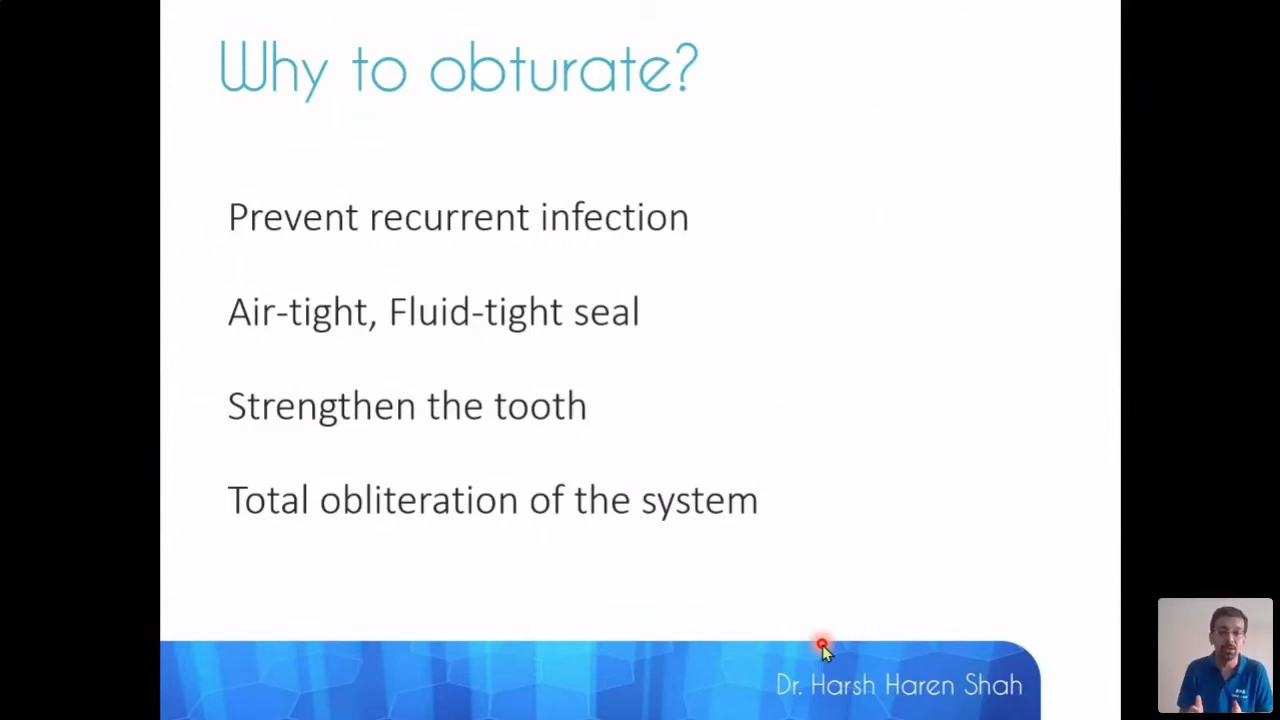 Why to obturate?
Prevent recurrent infection
Air-tight, Fluid-tight seal
Strengthen the tooth
Total obliteration of the system
Dr. Harsh Haren Shah